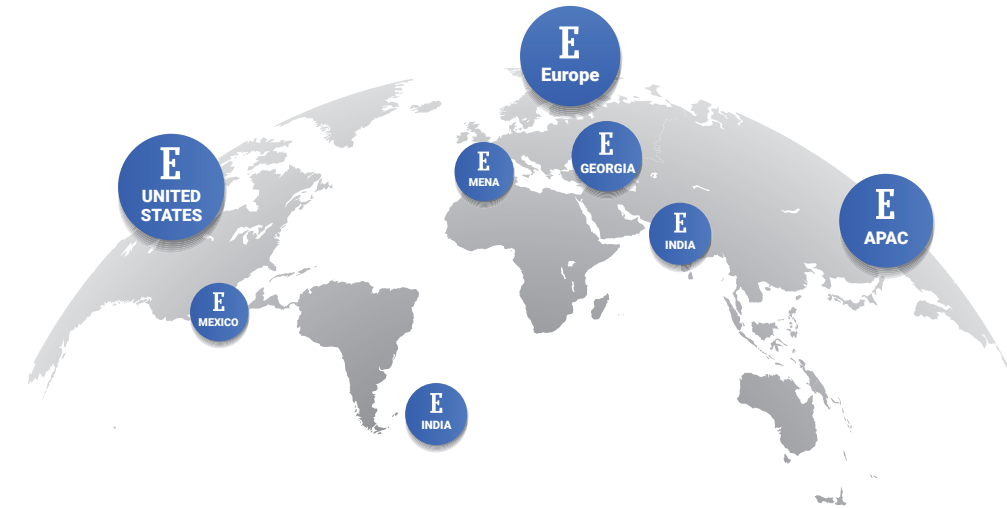 E
Europe
E
UNITED
STATES
E
MENA
E
GEORGIA
E
INDIA
E
APAC
E
MEXICO
E
INDIA